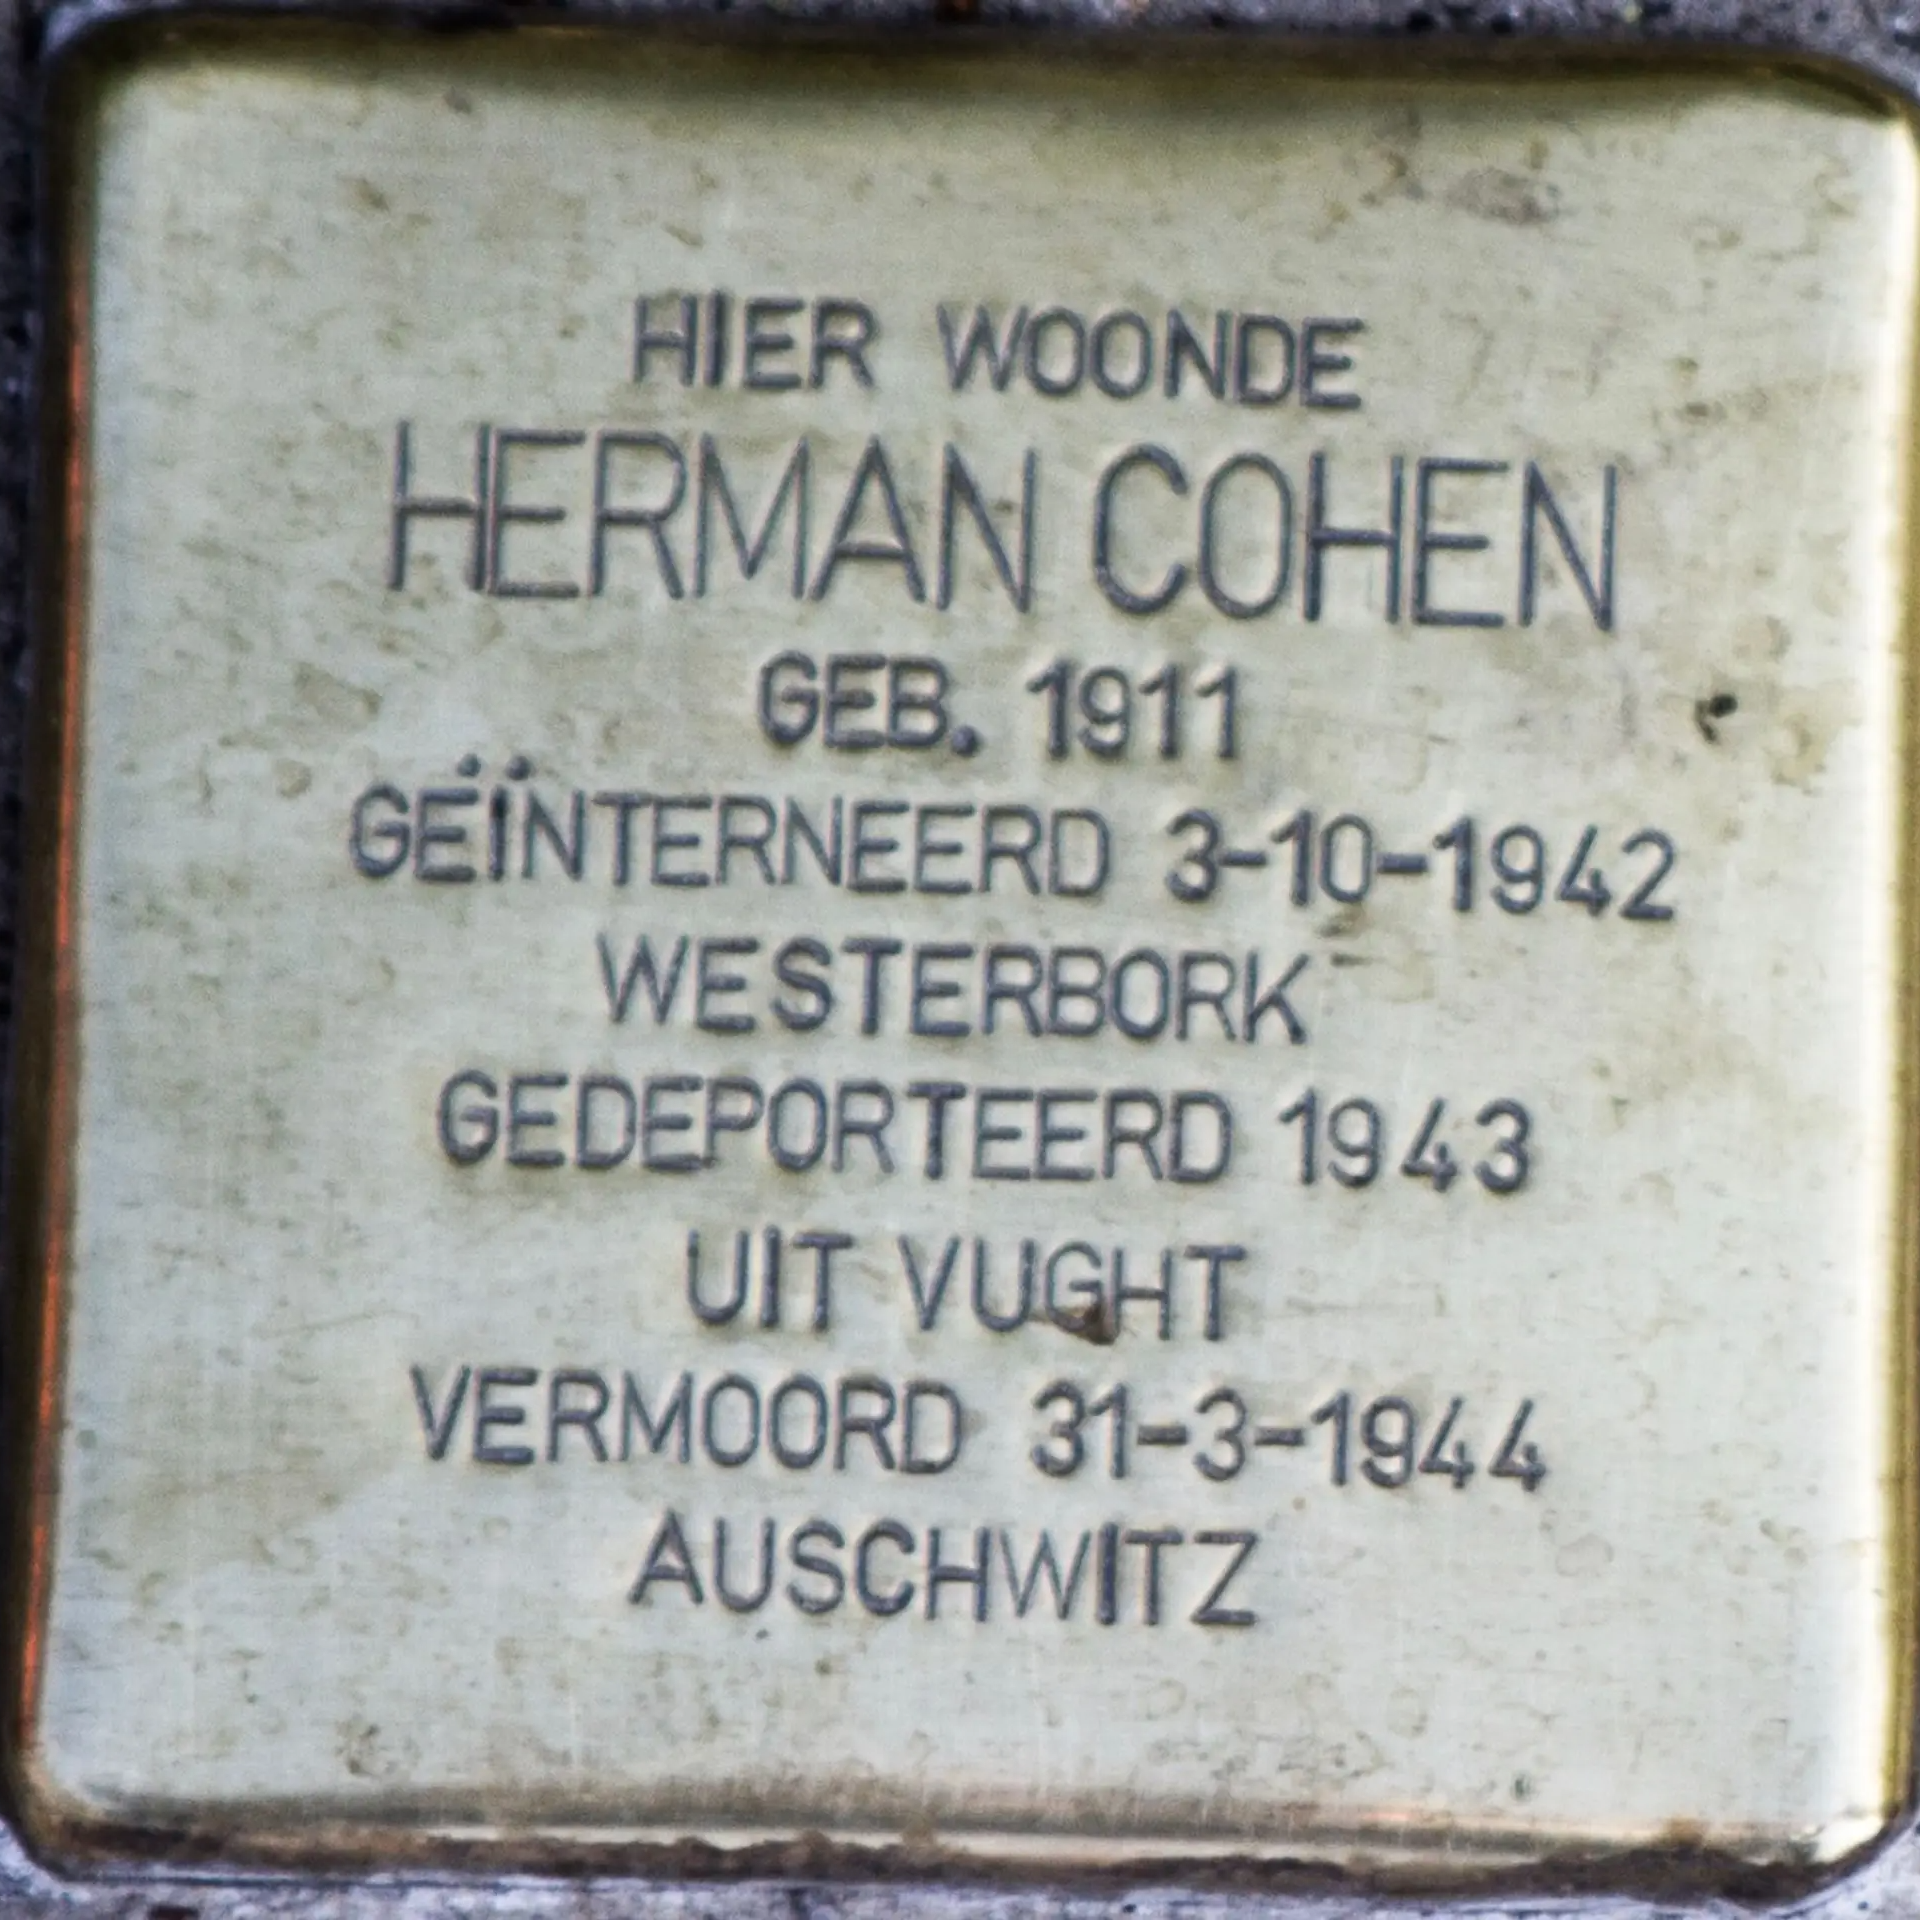 HIER WOONDE
HERMAN COHEN
GEB. 1911
GEÏNTERNEERD 3-10-1942
WESTERBORK
GEDEPORTEERD 1943
UIT VUGHT
VERMOORD 31-3-1944
AUSCHWITZ